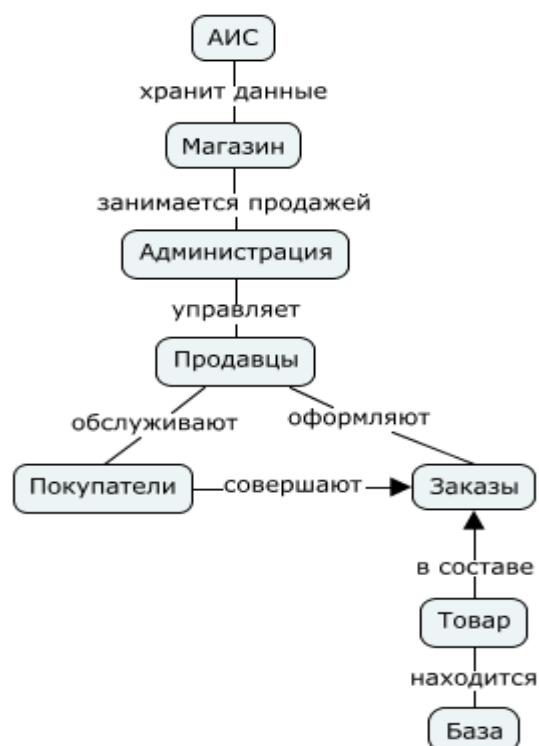 АИС
хранит данные
Магазин
занимается продажей
Администрация
управляет
Продавцы
обслуживают
оформляют
Покупатели
совершают
Заказы
в составе
Товар
находится
База